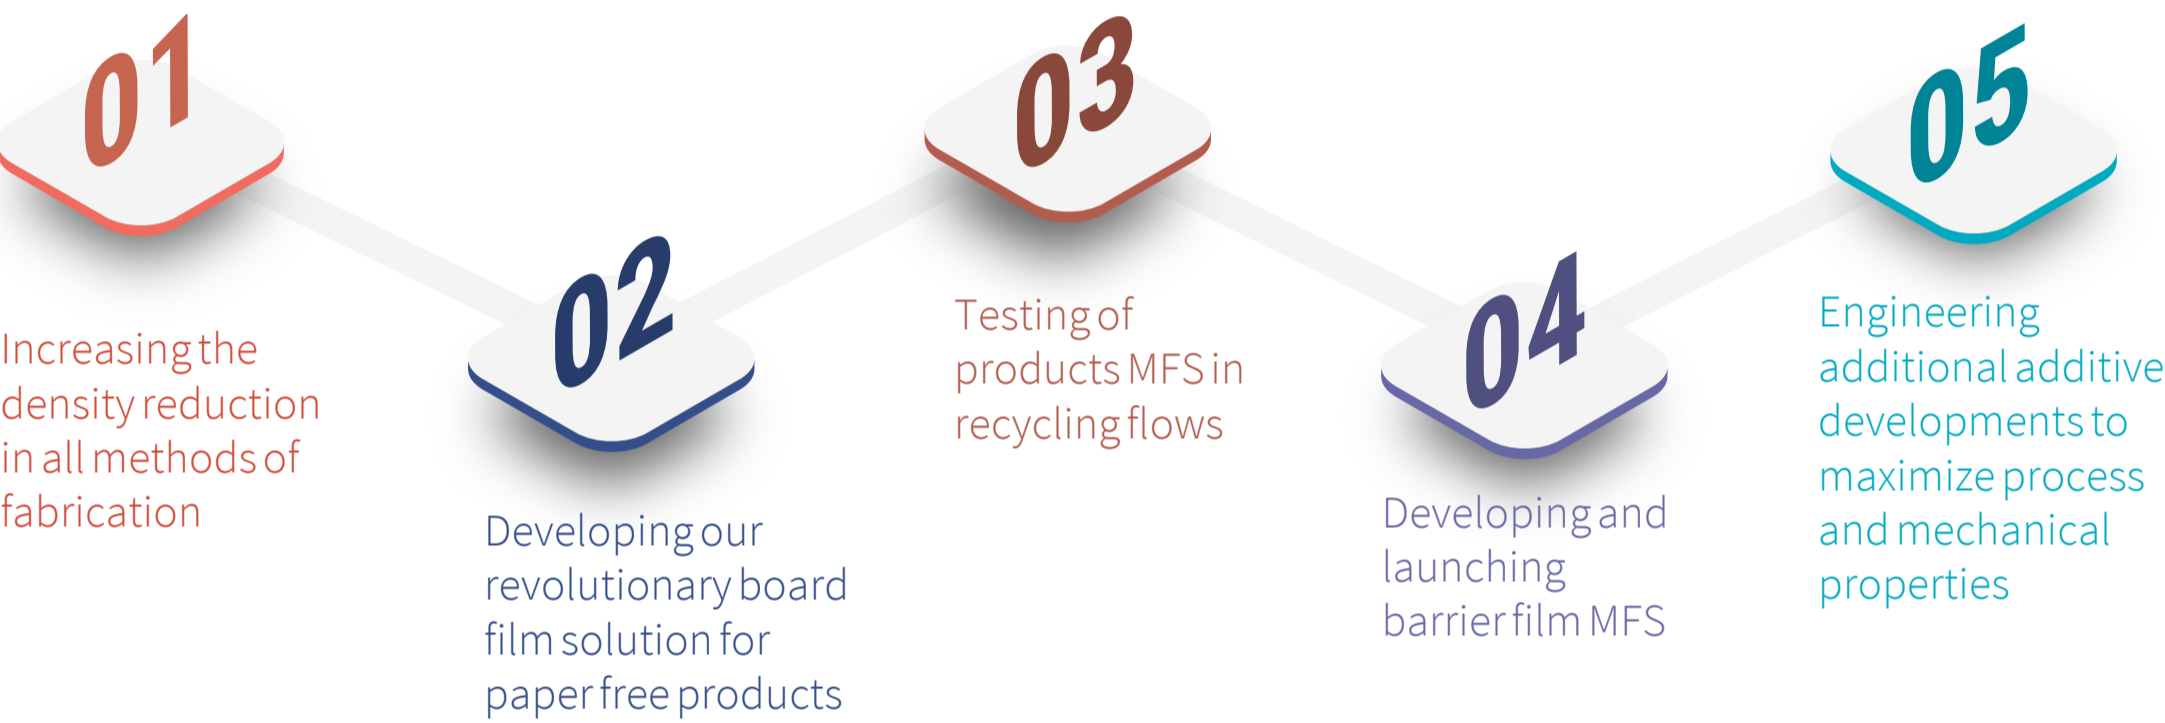 01
Increasing the
density reduction
in all methods of
fabrication
02
Developing our
revolutionary board
film solution for
paper free products
03
Testing of
products MFS in
recycling flows
04
Developing and
launching
barrier film MFS
05
Engineering
additional additive
developments to
maximize process
and mechanical
properties